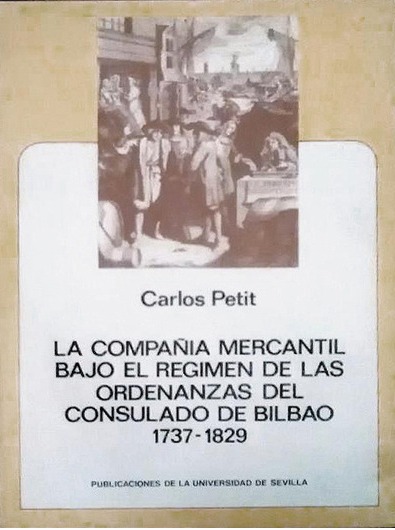 Carlos Petit
LA COMPAÑIA MERCANTIL
BAJO EL REGIMEN DE LAS
ORDENANZAS DEL
CONSULADO DE BILBAO
1737-1829
PUBLICACIONES DE LA UNIVERSIDAD DE SEVILLA